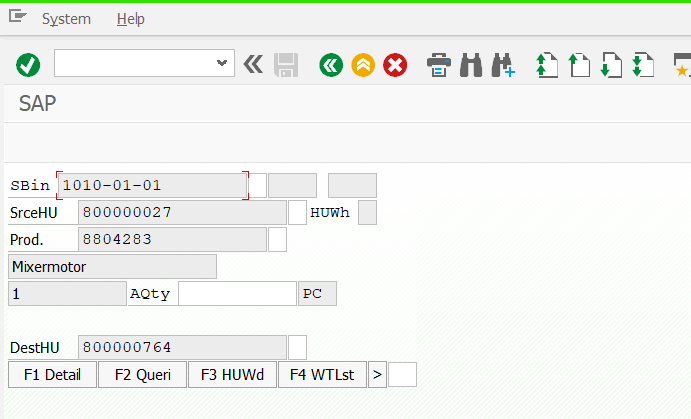 System Help
SAP
SBin 1010-01-01
SrceHU 800000027 HUWh
Prod. 8804283
Mixermotor
1 AQty PC
DestHU 800000764
F1 Detail F2 Queri F3 HUWd F4 WTLst >